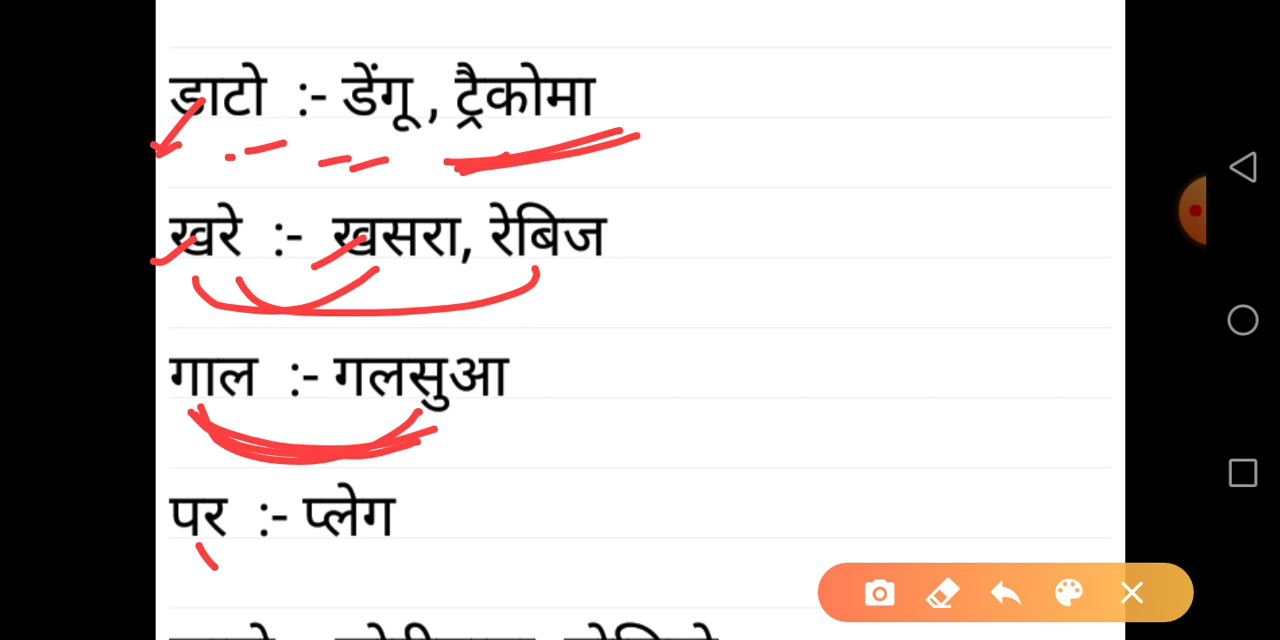 डाटो :- डेंगू , ट्रैकोमा
खरे :- खसरा, रेबिज
गाल :- गलसुआ
पर :- प्लेग